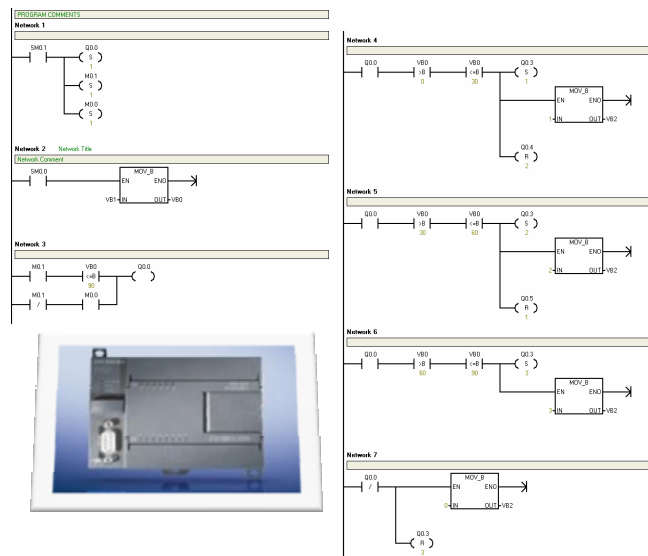 PROGRAM COMMENTS
Network 1
SM0.1 Q0.0
S
1
M0.1
S
1
M0.0
S
1
Network 2 Network Title
Network Comment
SM0.0 MOV_B
EN ENO
VB1 IN OUT VB0
Network 3
M0.1 VB0 Q0.0
<=B
90
M0.1 M0.0
/
Network 4
Q0.0 VB0 VB0 Q0.3
>B <=B S
0 30 1
MOV_B
EN ENO
1 IN OUT VB2
Q0.4
R
2
Network 5
Q0.0 VB0 VB0 Q0.3
>B <=B S
30 60 2
MOV_B
EN ENO
2 IN OUT VB2
Q0.5
R
1
Network 6
Q0.0 VB0 VB0 Q0.3
>B <=B S
60 90 3
MOV_B
EN ENO
3 IN OUT VB2
Network 7
Q0.0 MOV_B
/ EN ENO
0 IN OUT VB2
Q0.3
R
3